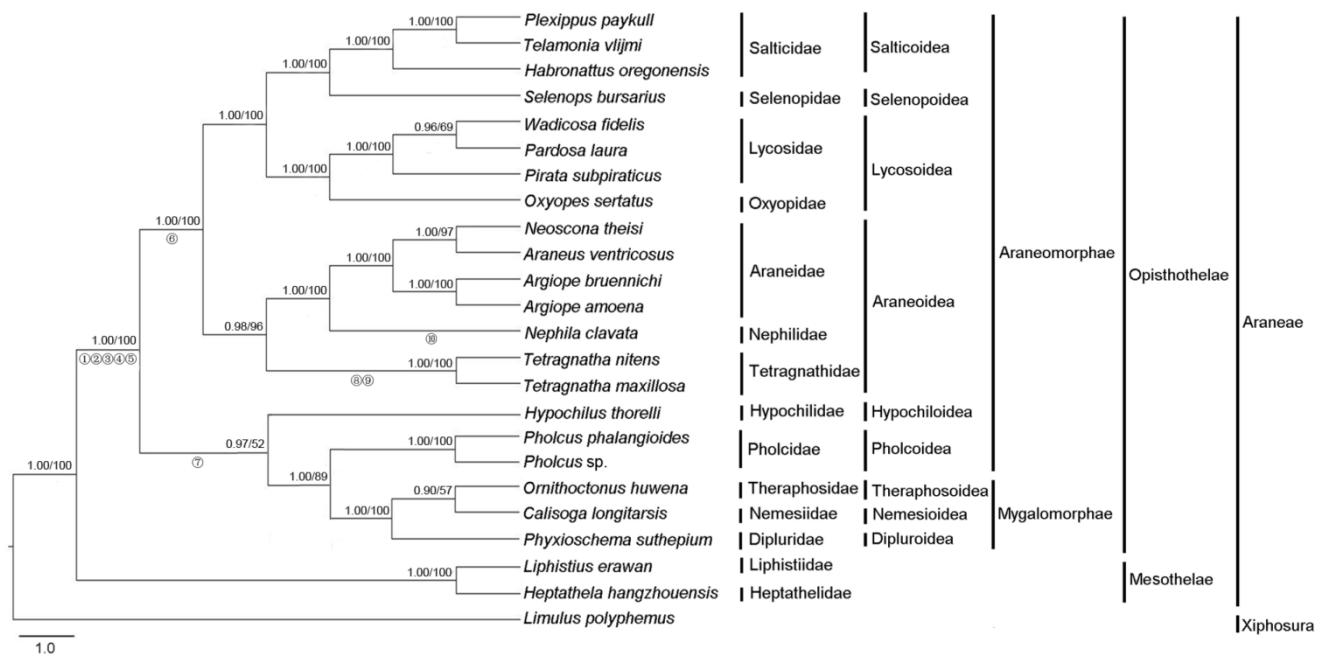 1.00/100
Plexippus paykull
1.00/100
Telamonia vlijmi
Salticidae
Salticoidea
1.00/100
Habronattus oregonensis
1.00/100
Selenops bursarius
Selenopidae
Selenopoidea
1.00/100
0.96/69
Wadicosa fidelis
Pardosa laura
Lycosidae
1.00/100
Pirata subpiraticus
Lycosoidea
1.00/100
Oxyopes sertatus
Oxyopidae
1.00/100
⑥
1.00/97
Neoscona theisi
Araneus ventricosus
Araneidae
Araneomorphae
1.00/100
1.00/100
Argiope bruennichi
Opisthothelae
1.00/100
Argiope amoena
Araneoidea
0.98/96
Nephila clavata
Nephilidae
Araneae
⑩
1.00/100
①②③④⑤
1.00/100
Tetragnatha nitens
⑧⑨
Tetragnathidae
Tetragnatha maxillosa
Hypochilus thorelli
Hypochilidae
Hypochiloidea
0.97/52
⑦
1.00/100
Pholcus phalangioides
Pholcidae
Pholcoidea
Pholcus sp.
1.00/100
1.00/89
0.90/57
Ornithoctonus huwena
Theraphosidae
Theraphosoidea
1.00/100
Calisoga longitarsis
Nemesiidae
Nemesioidea
Mygalomorphae
Phyxioschema suthepium
Dipluridae
Dipluroidea
1.00/100
Liphistius erawan
Liphistiidae
Mesothelae
Heptathela hangzhouensis
Heptathelidae
Limulus polyphemus
Xiphosura
1.0